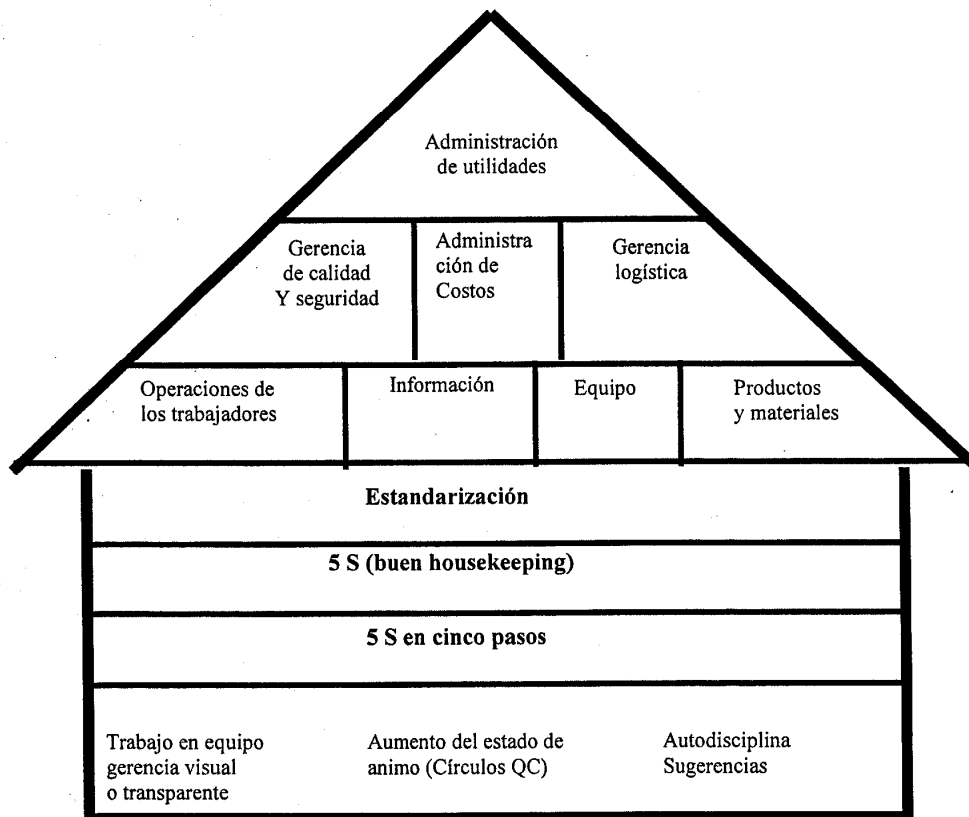 Administración
de utilidades
Gerencia
de calidad
Y seguridad
Administra
ción de
Costos
Gerencia
logística
Operaciones de
los trabajadores
Información
Equipo
Productos
y materiales
Estandarización
5 S (buen housekeeping)
5 S en cinco pasos
Trabajo en equipo
gerencia visual
o transparente
Aumento del estado de
animo (Círculos QC)
Autodisciplina
Sugerencias